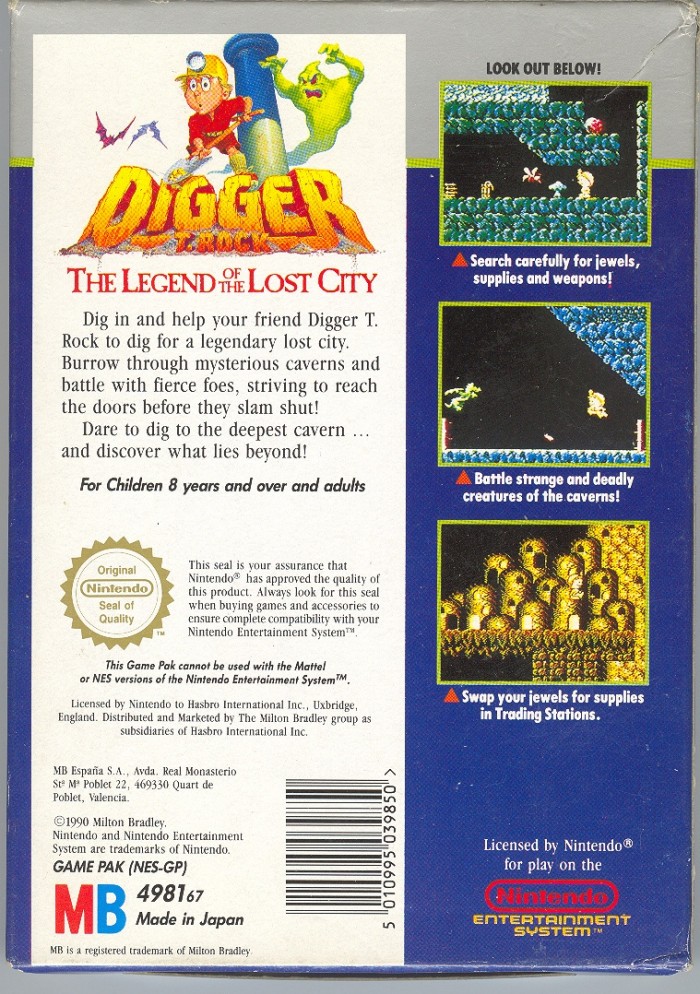 DIGGER
T. ROCK
THE LEGEND OF THE LOST CITY
Dig in and help your friend Digger T.
Rock to dig for a legendary lost city.
Burrow through mysterious caverns and
battle with fierce foes, striving to reach
the doors before they slam shut!
Dare to dig to the deepest cavern ...
and discover what lies beyond!
For Children 8 years and over and adults
Original
Nintendo
Seal of
Quality
TM
This seal is your assurance that
Nintendo® has approved the quality of
this product. Always look for this seal
when buying games and accessories to
ensure complete compatibility with your
Nintendo Entertainment System™.
This Game Pak cannot be used with the Mattel
or NES versions of the Nintendo Entertainment System™.
Licensed by Nintendo to Hasbro International Inc., Uxbridge,
England. Distributed and Marketed by The Milton Bradley group as
subsidiaries of Hasbro International Inc.
MB España S.A., Avda. Real Monasterio
Stª Mª Poblet 22, 469330 Quart de
Poblet, Valencia.
©1990 Milton Bradley.
Nintendo and Nintendo Entertainment
System are trademarks of Nintendo.
GAME PAK (NES-GP)
MB 49867
Made in Japan
MB is a registered trademark of Milton Bradley
5 010995 039850 >
LOOK OUT BELOW!
Search carefully for jewels,
supplies and weapons!
Battle strange and deadly
creatures of the caverns!
Swap your jewels for supplies
in Trading Stations.
Licensed by Nintendo®
for play on the
Nintendo
ENTERTAINMENT
SYSTEM™